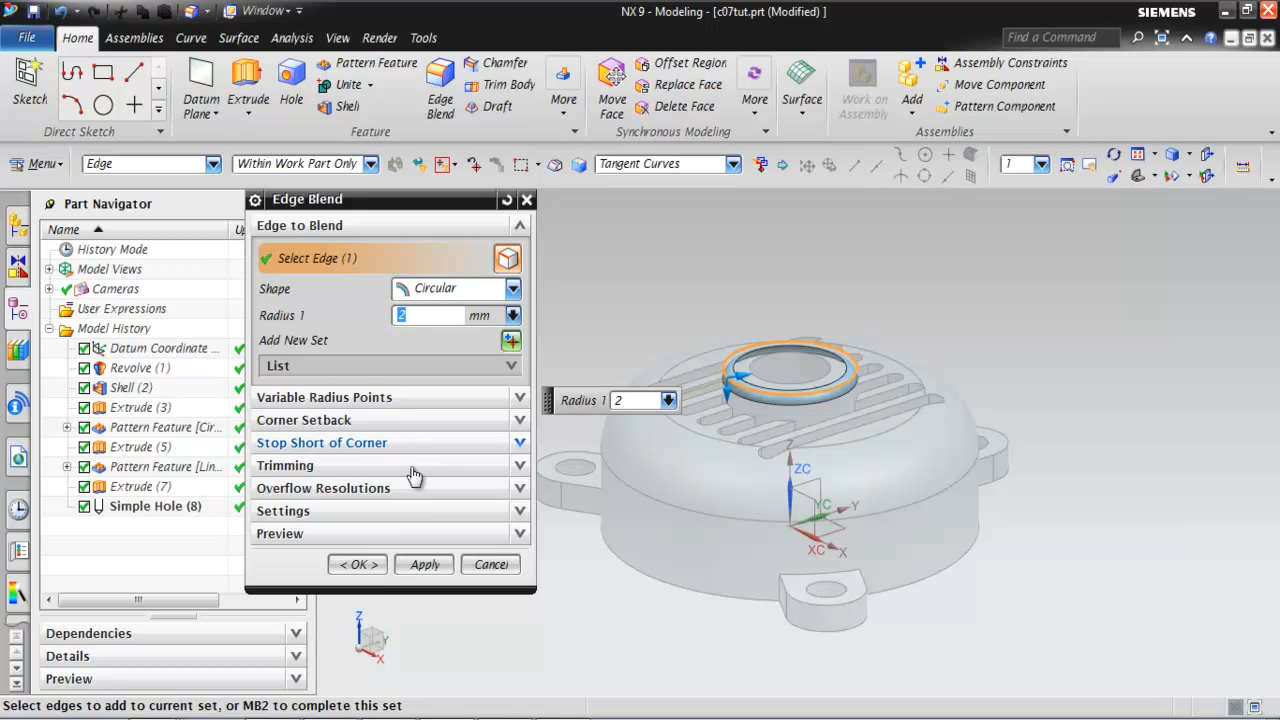 Window
NX 9 - Modeling - [c07tut.prt (Modified) ]
SIEMENS
File Home Assemblies Curve Surface Analysis View Render Tools
Find a Command
Sketch
Direct Sketch
Datum Plane
Extrude
Hole
Pattern Feature
Unite
Shell
Edge Blend
Chamfer
Trim Body
Draft
More
Feature
Move Face
Offset Region
Replace Face
Delete Face
More
Synchronous Modeling
Surface
Work on Assembly
Add
Assembly Constraints
Move Component
Pattern Component
Assemblies
Menu
Edge
Within Work Part Only
Tangent Curves
1
Part Navigator
Name
Up
History Mode
Model Views
Cameras
User Expressions
Model History
Datum Coordinate ...
Revolve (1)
Shell (2)
Extrude (3)
Pattern Feature [Cir...
Extrude (5)
Pattern Feature [Lin...
Extrude (7)
Simple Hole (8)
Dependencies
Details
Preview
Edge Blend
Edge to Blend
Select Edge (1)
Shape
Circular
Radius 1
2
mm
Add New Set
List
Variable Radius Points
Corner Setback
Stop Short of Corner
Trimming
Overflow Resolutions
Settings
Preview
< OK >
Apply
Cancel
Radius 1 2
Z
ZC
YC
Y
XC
X
Z
Y
X
Select edges to add to current set, or MB2 to complete this set